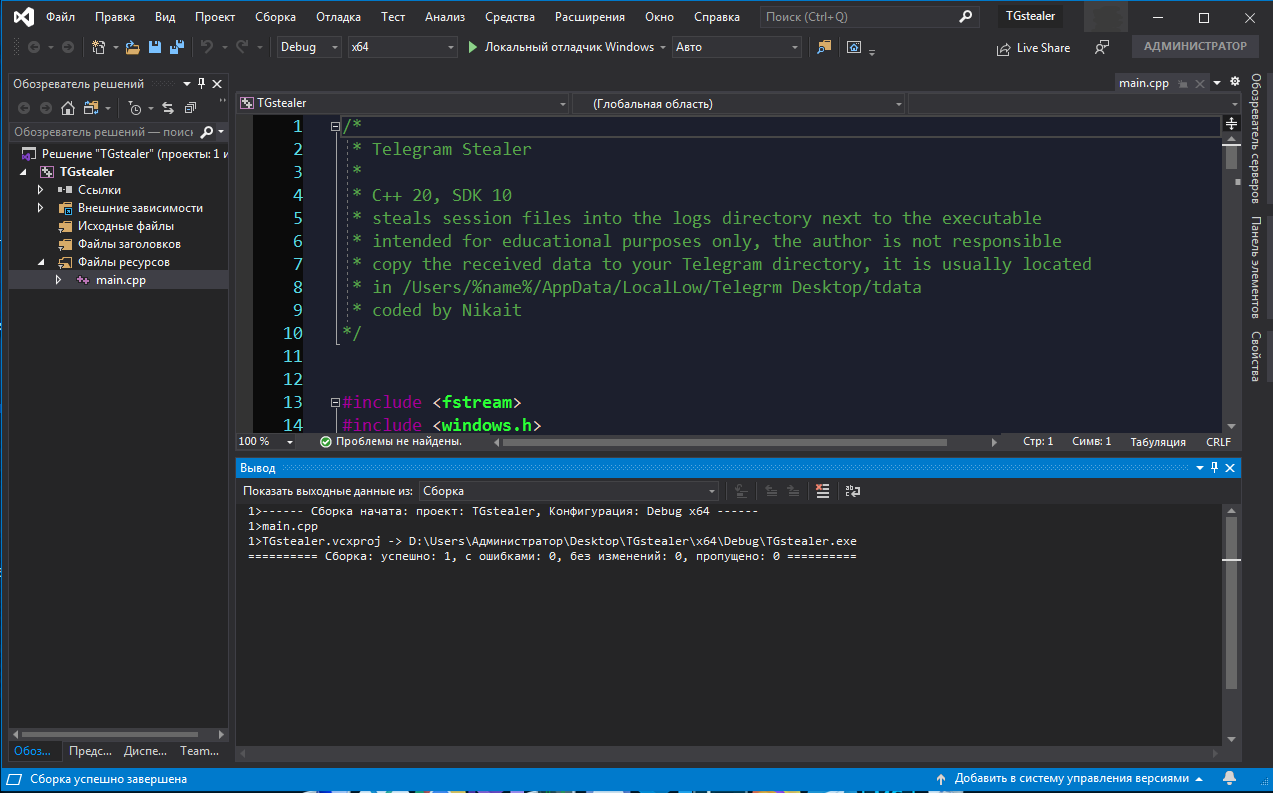 Файл Правка Вид Проект Сборка Отладка Тест Анализ Средства Расширения Окно Справка Поиск (Ctrl+Q) TGstealer
Debug x64 Локальный отладчик Windows Авто Live Share АДМИНИСТРАТОР
Обозреватель решений
Обозреватель решений — поис
Решение "TGstealer" (проекты: 1 и
TGstealer
Ссылки
Внешние зависимости
Исходные файлы
Файлы заголовков
Файлы ресурсов
main.cpp
Обоз... Предс... Диспе... Team...
main.cpp
TGstealer (Глобальная область)
1 /*
2 * Telegram Stealer
3 *
4 * C++ 20, SDK 10
5 * steals session files into the logs directory next to the executable
6 * intended for educational purposes only, the author is not responsible
7 * copy the received data to your Telegram directory, it is usually located
8 * in /Users/%name%/AppData/LocalLow/Telegrm Desktop/tdata
9 * coded by Nikait
10 */
11
12
13 #include <fstream>
14 #include <windows.h>
100 % Проблемы не найдены. Стр: 1 Симв: 1 Табуляция CRLF
Вывод
Показать выходные данные из: Сборка
1>------ Сборка начата: проект: TGstealer, Конфигурация: Debug x64 ------
1>main.cpp
1>TGstealer.vcxproj -> D:\Users\Администратор\Desktop\TGstealer\x64\Debug\TGstealer.exe
========== Сборка: успешно: 1, с ошибками: 0, без изменений: 0, пропущено: 0 ==========
Обозреватель серверов
Панель элементов
Свойства
Сборка успешно завершена Добавить в систему управления версиями